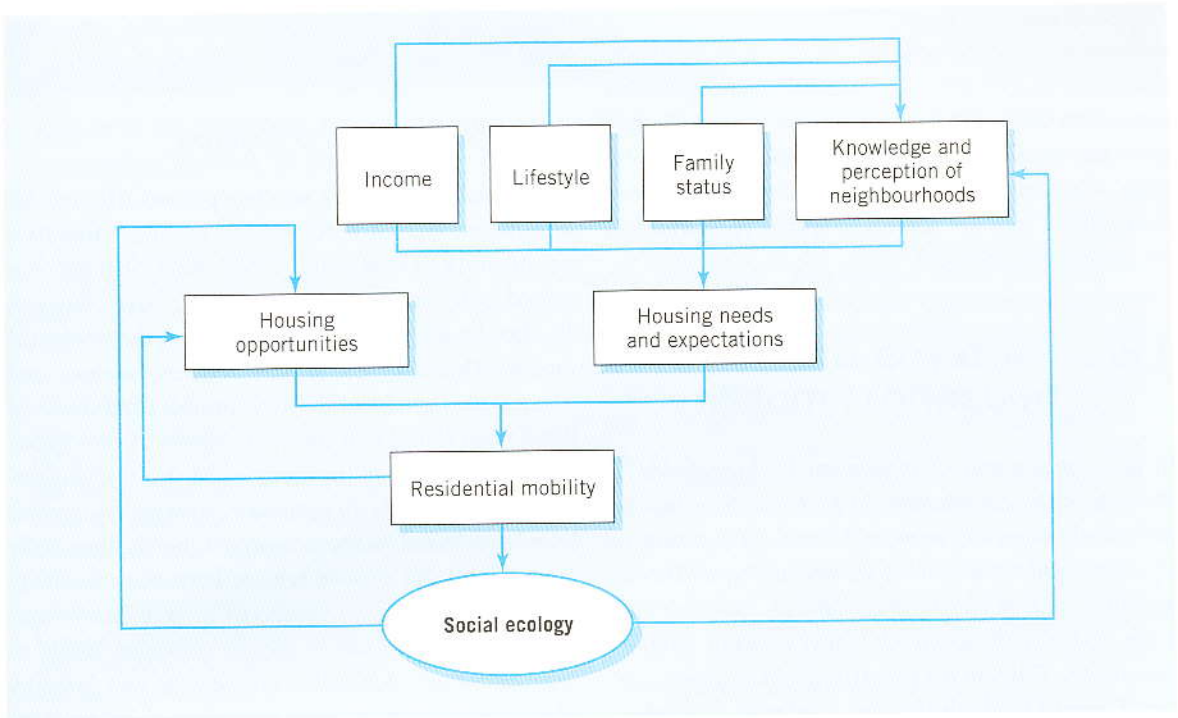 Income
Lifestyle
Family
status
Knowledge and
perception of
neighbourhoods
Housing
opportunities
Housing needs
and expectations
Residential mobility
Social ecology